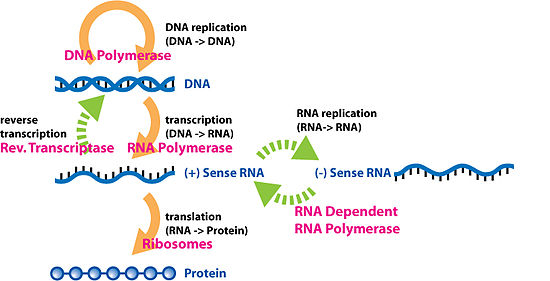 DNA replication
(DNA -> DNA)
DNA Polymerase
DNA
reverse
transcription
Rev. Transcriptase
transcription
(DNA -> RNA)
RNA Polymerase
RNA replication
(RNA-> RNA)
(+) Sense RNA
(-) Sense RNA
RNA Dependent
RNA Polymerase
translation
(RNA -> Protein)
Ribosomes
Protein